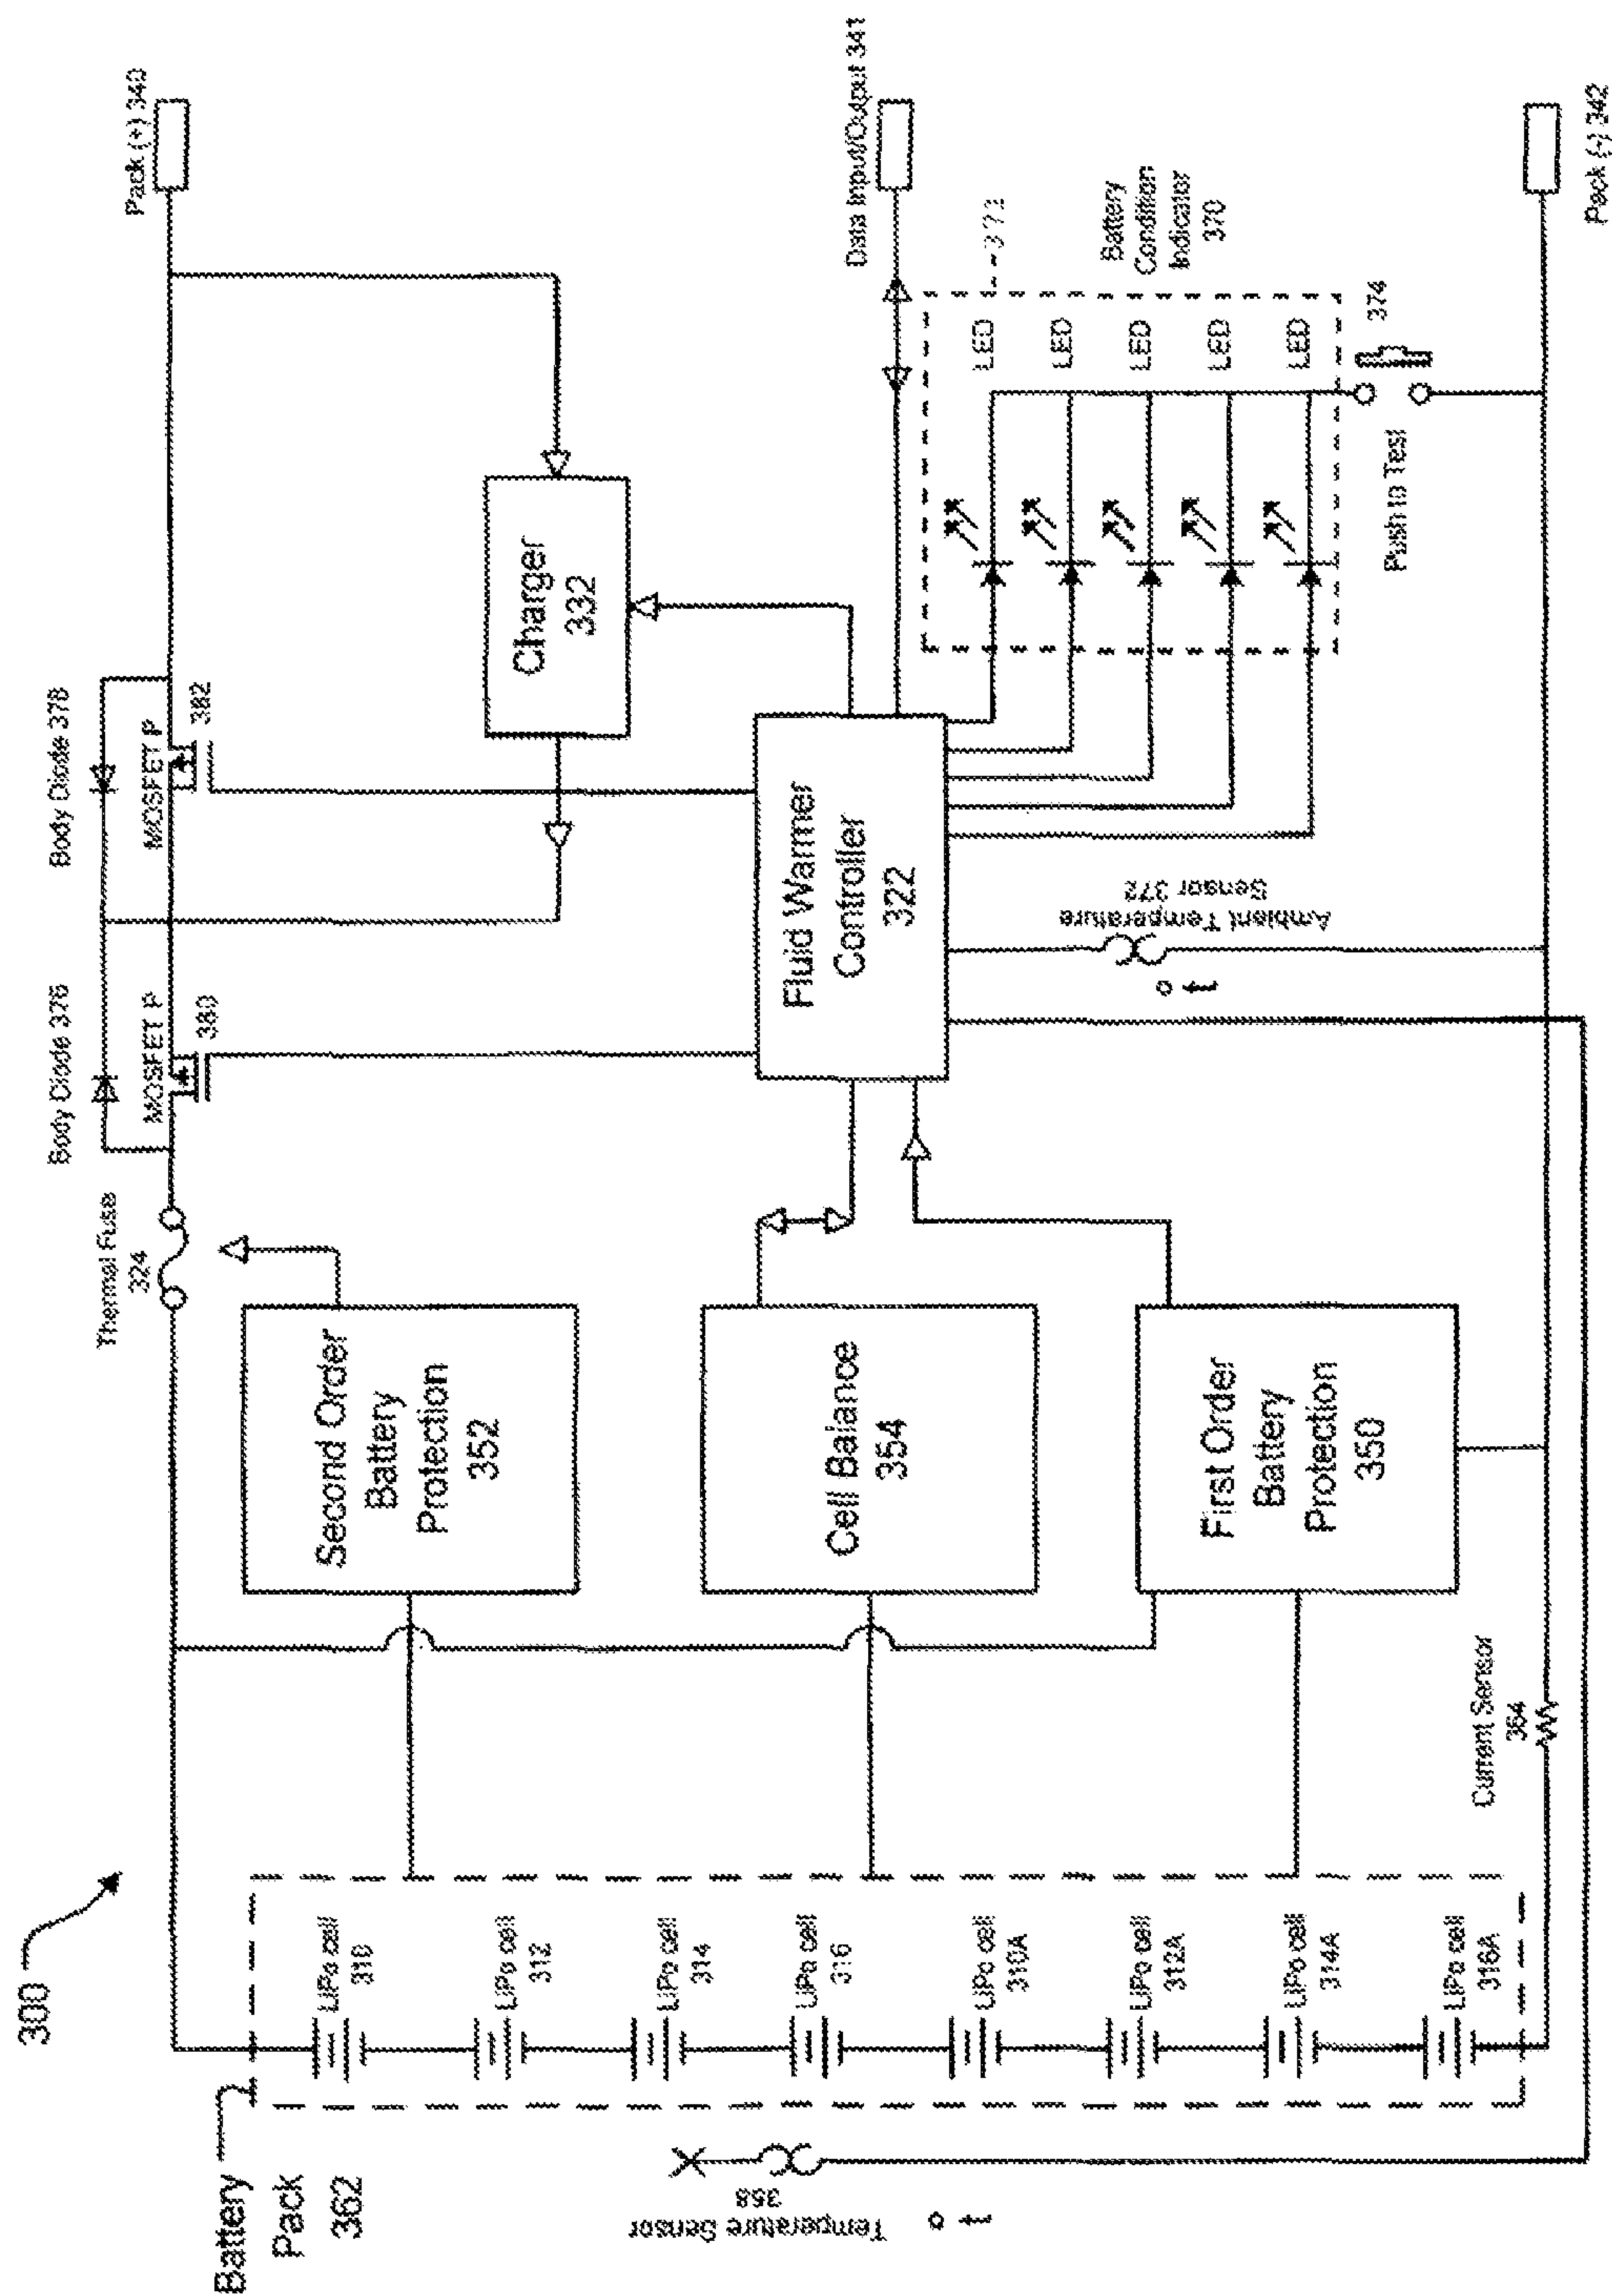 300
Battery
Pack
362
Temperature Sensor
358
LiPo cell
310
LiPo cell
312
LiPo cell
314
LiPo cell
316
LiPo cell
310A
LiPo cell
312A
LiPo cell
314A
LiPo cell
316A
Current Sensor
364
Second Order
Battery
Protection
352
Cell Balance
354
First Order
Battery
Protection
350
Thermal Fuse
324
Body Diode 376
MOSFET P
380
Body Diode 378
MOSFET P
382
Fluid Warmer
Controller
322
Ambient Temperature
Sensor 372
Charger
332
Pack (+) 340
Data Input/Output 341
LED
LED
LED
LED
LED
Battery
Condition
Indicator
370
Push to Test
374
Pack (-) 342
t
t